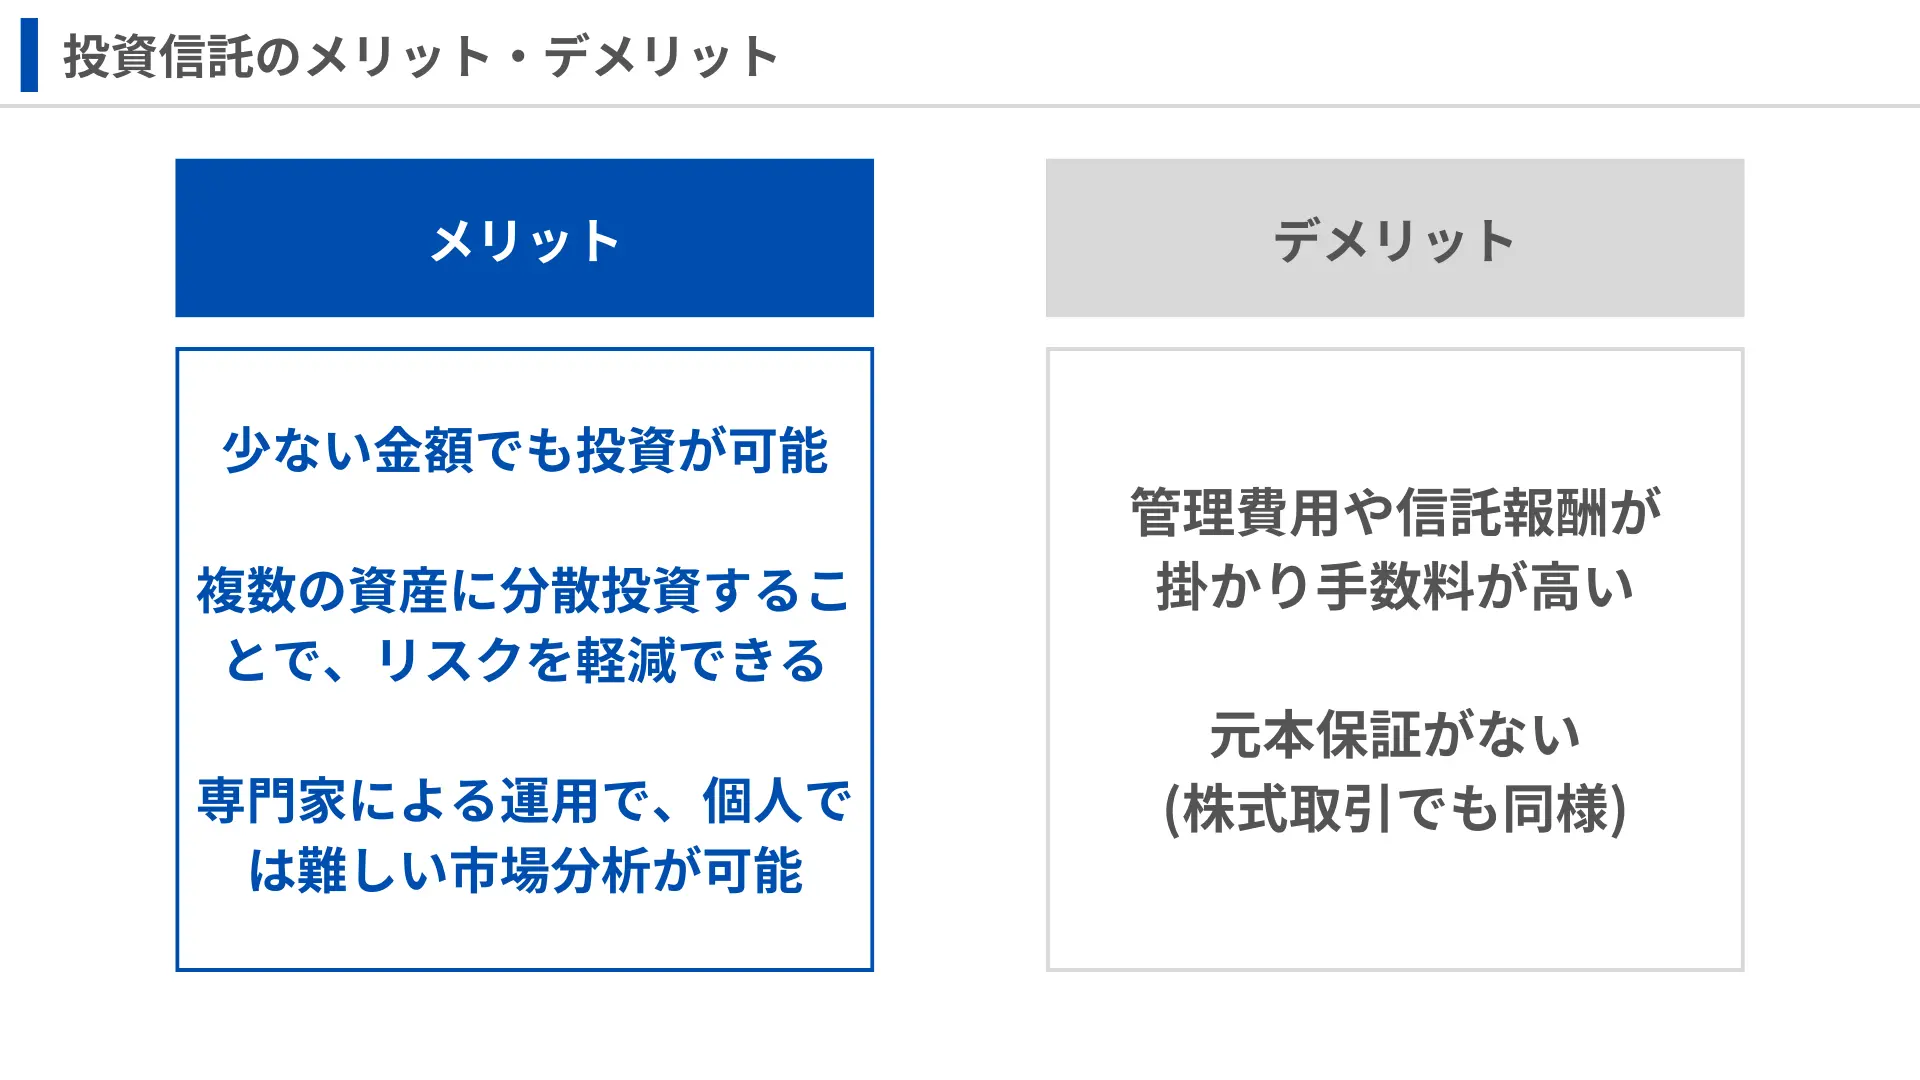 投資信託のメリット・デメリット
メリット
少ない金額でも投資が可能
複数の資産に分散投資するこ
とで、リスクを軽減できる
専門家による運用で、個人で
は難しい市場分析が可能
デメリット
管理費用や信託報酬が
掛かり手数料が高い
元本保証がない
(株式取引でも同様)